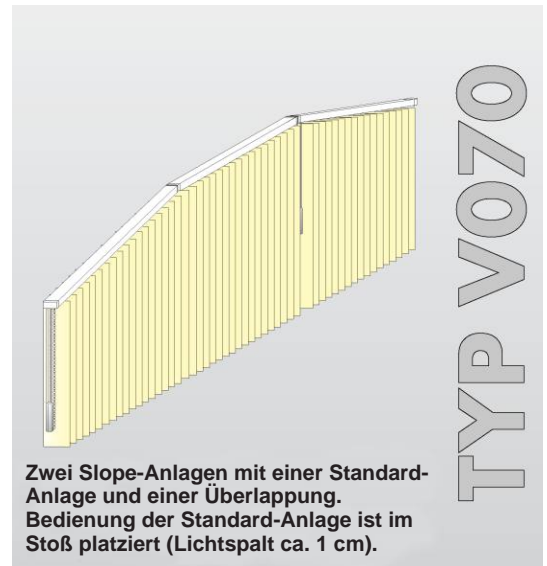 TYP V070
Zwei Slope-Anlagen mit einer Standard-
Anlage und einer Überlappung.
Bedienung der Standard-Anlage ist im
Stoß platziert (Lichtspalt ca. 1 cm).